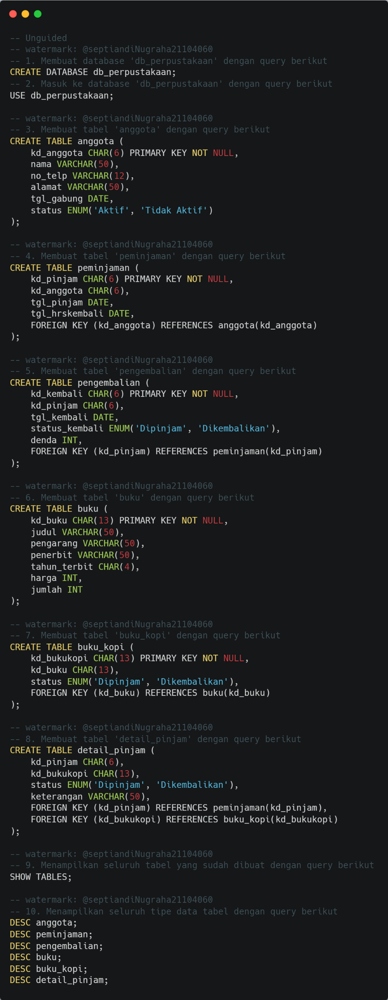 -- Unguided
-- watermark: @septiandiNugraha21104060
-- 1. Membuat database 'db_perpustakaan' dengan query berikut
CREATE DATABASE db_perpustakaan;
-- 2. Masuk ke database 'db_perpustakaan' dengan query berikut
USE db_perpustakaan;

-- watermark: @septiandiNugraha21104060
-- 3. Membuat tabel 'anggota' dengan query berikut
CREATE TABLE anggota (
    kd_anggota CHAR(6) PRIMARY KEY NOT NULL,
    nama VARCHAR(50),
    no_telp VARCHAR(12),
    alamat VARCHAR(50),
    tgl_gabung DATE,
    status ENUM('Aktif', 'Tidak Aktif')
);

-- watermark: @septiandiNugraha21104060
-- 4. Membuat tabel 'peminjaman' dengan query berikut
CREATE TABLE peminjaman (
    kd_pinjam CHAR(6) PRIMARY KEY NOT NULL,
    kd_anggota CHAR(6),
    tgl_pinjam DATE,
    tgl_hrskembali DATE,
    FOREIGN KEY (kd_anggota) REFERENCES anggota(kd_anggota)
);

-- watermark: @septiandiNugraha21104060
-- 5. Membuat tabel 'pengembalian' dengan query berikut
CREATE TABLE pengembalian (
    kd_kembali CHAR(6) PRIMARY KEY NOT NULL,
    kd_pinjam CHAR(6),
    tgl_kembali DATE,
    status_kembali ENUM('Dipinjam', 'Dikembalikan'),
    denda INT,
    FOREIGN KEY (kd_pinjam) REFERENCES peminjaman(kd_pinjam)
);

-- watermark: @septiandiNugraha21104060
-- 6. Membuat tabel 'buku' dengan query berikut
CREATE TABLE buku (
    kd_buku CHAR(13) PRIMARY KEY NOT NULL,
    judul VARCHAR(50),
    pengarang VARCHAR(50),
    penerbit VARCHAR(50),
    tahun_terbit CHAR(4),
    harga INT,
    jumlah INT
);

-- watermark: @septiandiNugraha21104060
-- 7. Membuat tabel 'buku_kopi' dengan query berikut
CREATE TABLE buku_kopi (
    kd_bukukopi CHAR(13) PRIMARY KEY NOT NULL,
    kd_buku CHAR(13),
    status ENUM('Dipinjam', 'Dikembalikan'),
    FOREIGN KEY (kd_buku) REFERENCES buku(kd_buku)
);

-- watermark: @septiandiNugraha21104060
-- 8. Membuat tabel 'detail_pinjam' dengan query berikut
CREATE TABLE detail_pinjam (
    kd_pinjam CHAR(6),
    kd_bukukopi CHAR(13),
    status ENUM('Dipinjam', 'Dikembalikan'),
    keterangan VARCHAR(50),
    FOREIGN KEY (kd_pinjam) REFERENCES peminjaman(kd_pinjam),
    FOREIGN KEY (kd_bukukopi) REFERENCES buku_kopi(kd_bukukopi)
);

-- watermark: @septiandiNugraha21104060
-- 9. Menampilkan seluruh tabel yang sudah dibuat dengan query berikut
SHOW TABLES;

-- watermark: @septiandiNugraha21104060
-- 10. Menampilkan seluruh tipe data tabel dengan query berikut
DESC anggota;
DESC peminjaman;
DESC pengembalian;
DESC buku;
DESC buku_kopi;
DESC detail_pinjam;